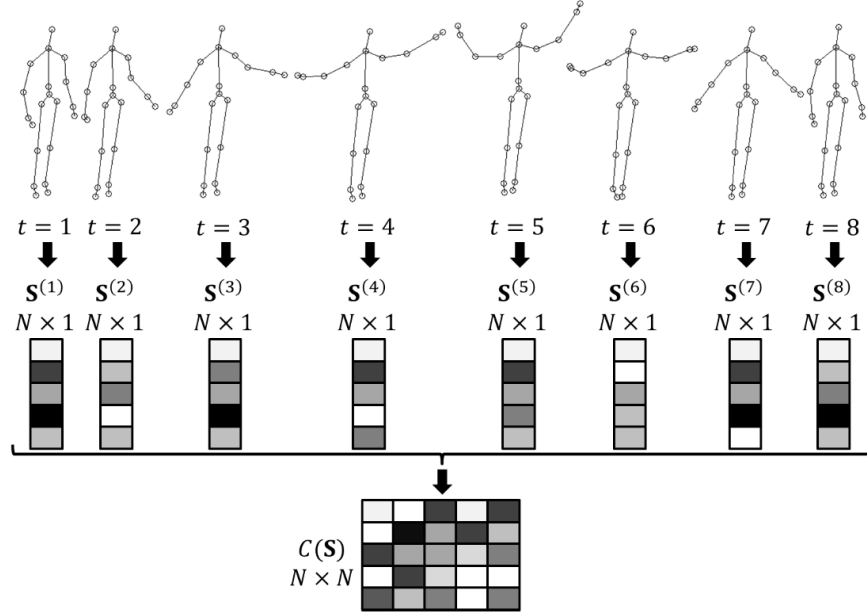 t = 1 t = 2 t = 3 t = 4 t = 5 t = 6 t = 7 t = 8
S⁽¹⁾ S⁽²⁾ S⁽³⁾ S⁽⁴⁾ S⁽⁵⁾ S⁽⁶⁾ S⁽⁷⁾ S⁽⁸⁾
N × 1 N × 1 N × 1 N × 1 N × 1 N × 1 N × 1 N × 1
C(S)
N × N